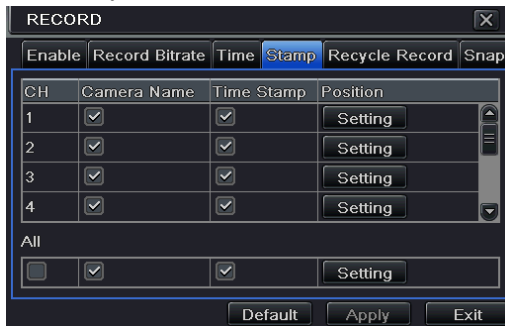 RECORD
Enable Record Bitrate Time Stamp Recycle Record Snap
CH Camera Name Time Stamp Position
1 Setting
2 Setting
3 Setting
4 Setting
All
Setting
Default Apply Exit